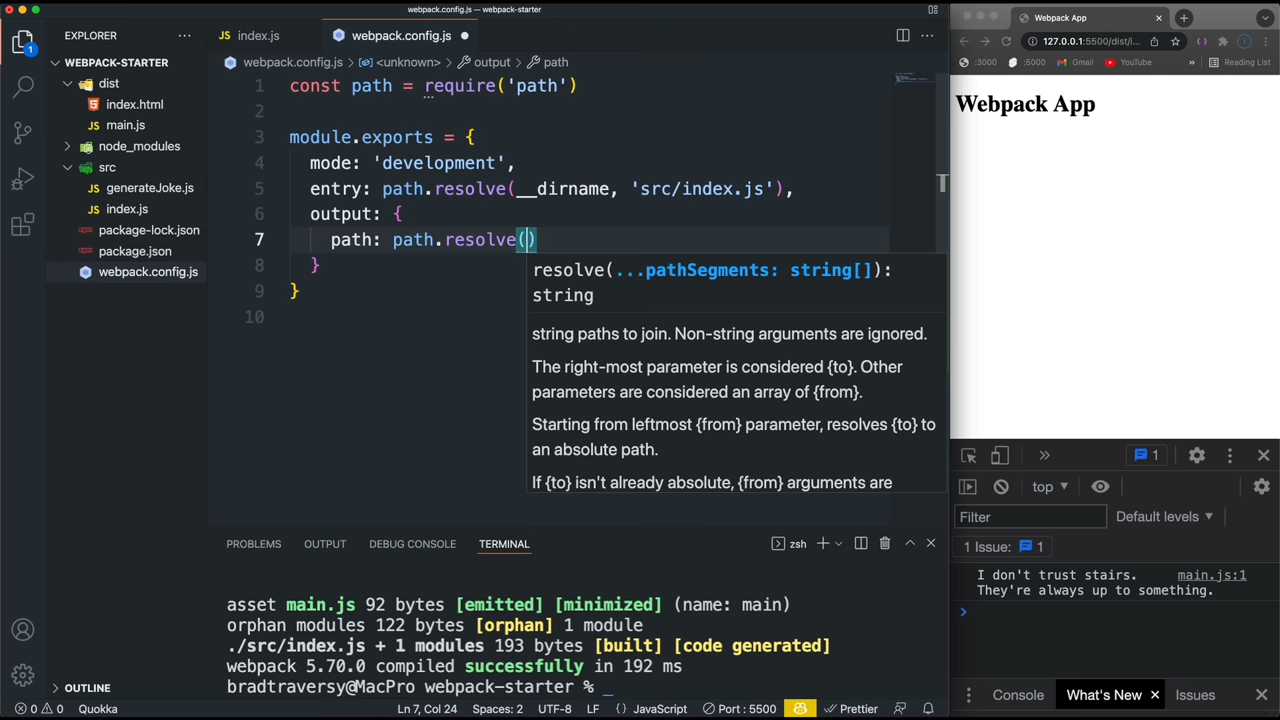 webpack.config.js — webpack-starter
EXPLORER
WEBPACK-STARTER
dist
index.html
JS main.js
node_modules
src
JS generateJoke.js
JS index.js
package-lock.json
package.json
webpack.config.js
OUTLINE
1
JS index.js
webpack.config.js
webpack.config.js > <unknown> > output > path
1 const path = require('path')
2
3 module.exports = {
4 mode: 'development',
5 entry: path.resolve(__dirname, 'src/index.js'),
6 output: {
7 path: path.resolve()
8 }
9 }
10
resolve(...pathSegments: string[]):
string
string paths to join. Non-string arguments are ignored.
The right-most parameter is considered {to}. Other
parameters are considered an array of {from}.
Starting from leftmost {from} parameter, resolves {to} to
an absolute path.
If {to} isn't already absolute, {from} arguments are
PROBLEMS OUTPUT DEBUG CONSOLE TERMINAL
zsh
asset main.js 92 bytes [emitted] [minimized] (name: main)
orphan modules 122 bytes [orphan] 1 module
./src/index.js + 1 modules 193 bytes [built] [code generated]
webpack 5.70.0 compiled successfully in 192 ms
bradtraversy@MacPro webpack-starter %
0 0 Quokka Ln 7, Col 24 Spaces: 2 UTF-8 LF {} JavaScript Port : 5500 Prettier
Webpack App
127.0.0.1:5500/dist/i...
:3000 :5000 Gmail YouTube » Reading List
Webpack App
1
top
Filter
Default levels
1 Issue: 1
I don't trust stairs. main.js:1
They're always up to something.
Console What's New Issues